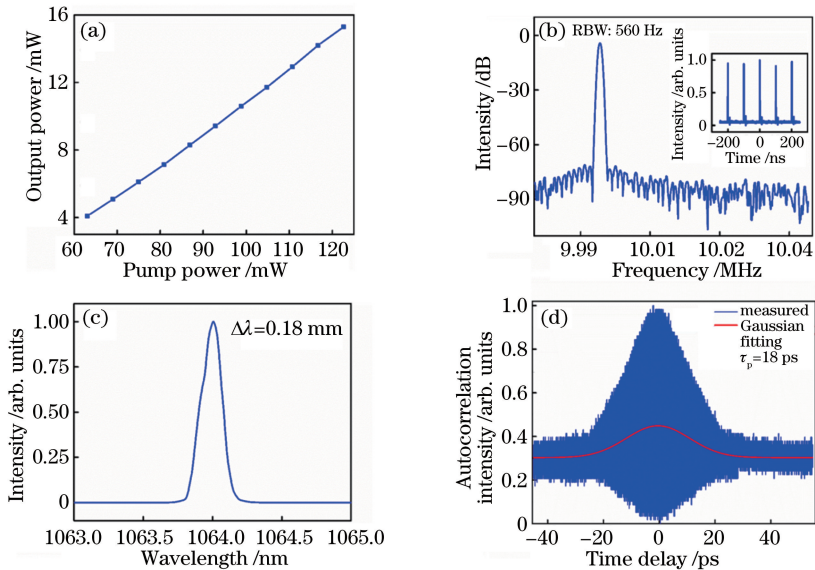 (a)
16
12
8
4
Output power /mW
60 70 80 90 100 110 120
Pump power /mW
(b) RBW: 560 Hz
0
−30
−60
−90
Intensity /dB
9.99 10.01 10.02 10.04
Frequency /MHz
1.0
0.5
0
Intensity /arb. units
−200 0 200
Time /ns
(c)
Δλ=0.18 mm
1.00
0.75
0.50
0.25
0
Intensity /arb. units
1063.0 1063.5 1064.0 1064.5 1065.0
Wavelength /nm
(d)
measured
Gaussian
fitting
τp=18 ps
1.0
0.8
0.6
0.4
0.2
0
Autocorrelation
intensity /arb. units
−40 −20 0 20 40
Time delay /ps